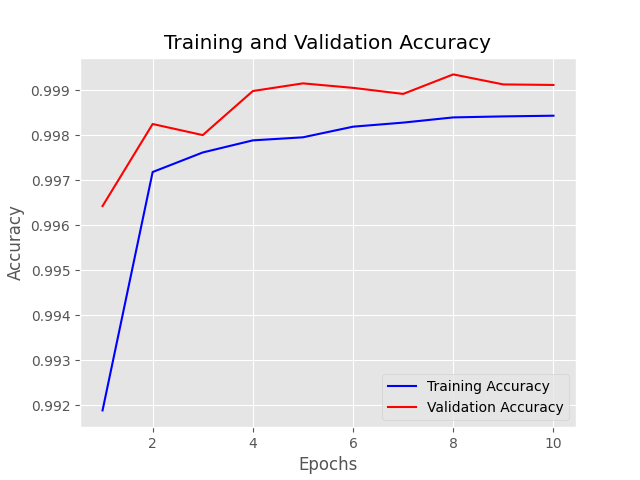 Training and Validation Accuracy
Accuracy
0.999
0.998
0.997
0.996
0.995
0.994
0.993
0.992
Training Accuracy
Validation Accuracy
2 4 6 8 10
Epochs